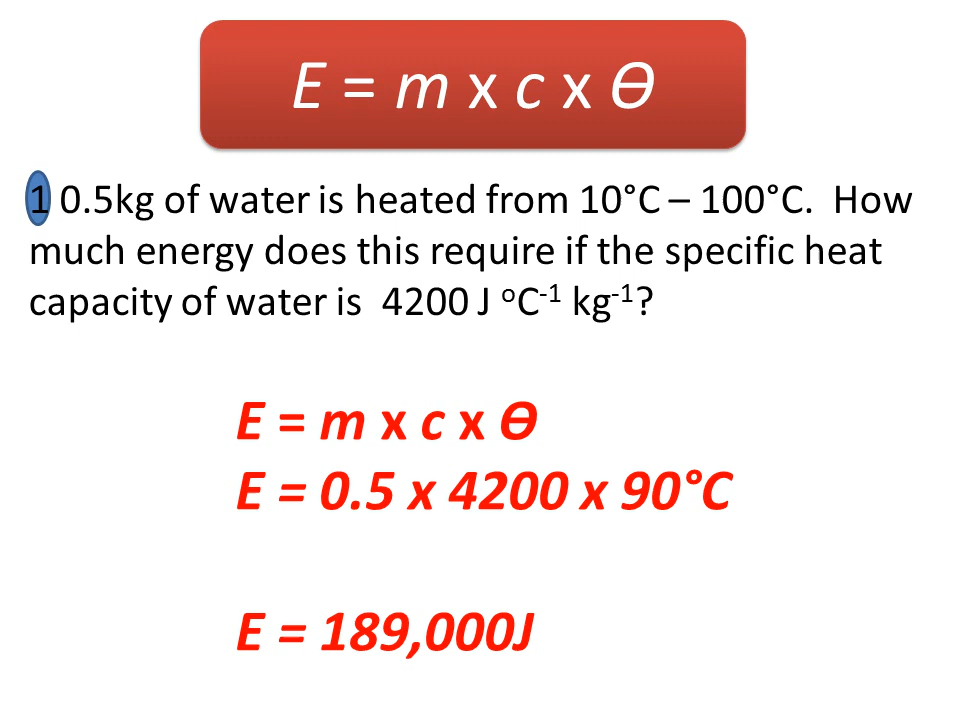 E = m x c x Ɵ
1 0.5kg of water is heated from 10°C – 100°C. How
much energy does this require if the specific heat
capacity of water is 4200 J ᵒC⁻¹ kg⁻¹?
E = m x c x Ɵ
E = 0.5 x 4200 x 90°C
E = 189,000J